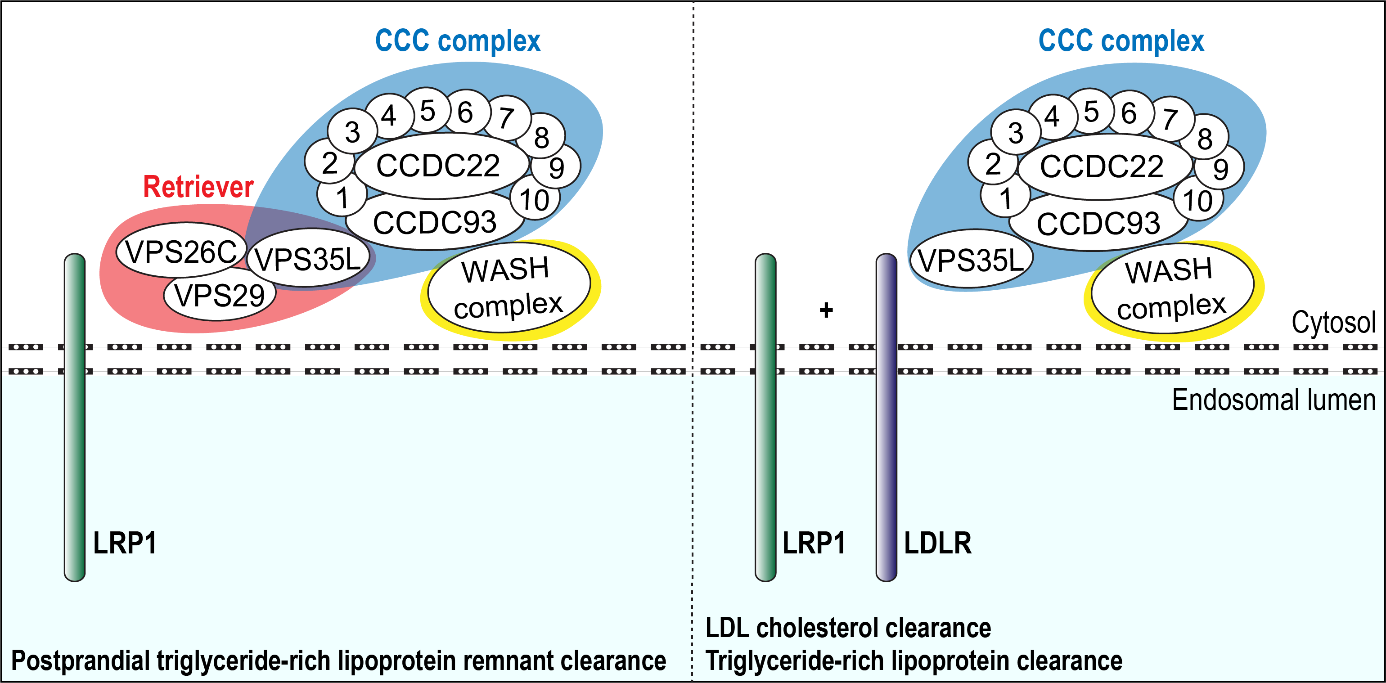 CCC complex
3
4
5
6
7
8
2
CCDC22
9
1
10
CCDC93
Retriever
VPS26C
VPS35L
VPS29
WASH
complex
LRP1
Postprandial triglyceride-rich lipoprotein remnant clearance
CCC complex
3
4
5
6
7
8
2
CCDC22
9
1
10
CCDC93
VPS35L
WASH
complex
+
Cytosol
Endosomal lumen
LRP1
LDLR
LDL cholesterol clearance
Triglyceride-rich lipoprotein clearance